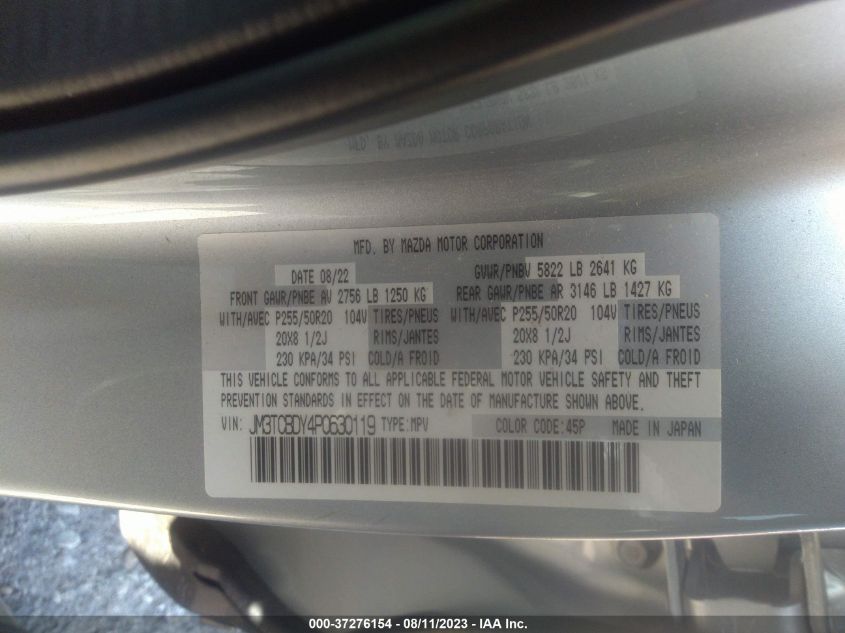 MFD. BY MAZDA MOTOR CORPORATION
DATE 08/22 GVWR/PNBV 5822 LB 2641 KG
FRONT GAWR/PNBE AV 2756 LB 1250 KG REAR GAWR/PNBE AR 3146 LB 1427 KG
WITH/AVEC P255/50R20 104V TIRES/PNEUS WITH/AVEC P255/50R20 104V TIRES/PNEUS
20X8 1/2J RIMS/JANTES 20X8 1/2J RIMS/JANTES
230 KPA/34 PSI COLD/A FROID 230 KPA/34 PSI COLD/A FROID
THIS VEHICLE CONFORMS TO ALL APPLICABLE FEDERAL MOTOR VEHICLE SAFETY AND THEFT
PREVENTION STANDARDS IN EFFECT ON THE DATE OF MANUFACTURE SHOWN ABOVE.
VIN: JM3TCBDY4P0630119 TYPE:MPV COLOR CODE:45P MADE IN JAPAN
000-37276154 - 08/11/2023 - IAA Inc.